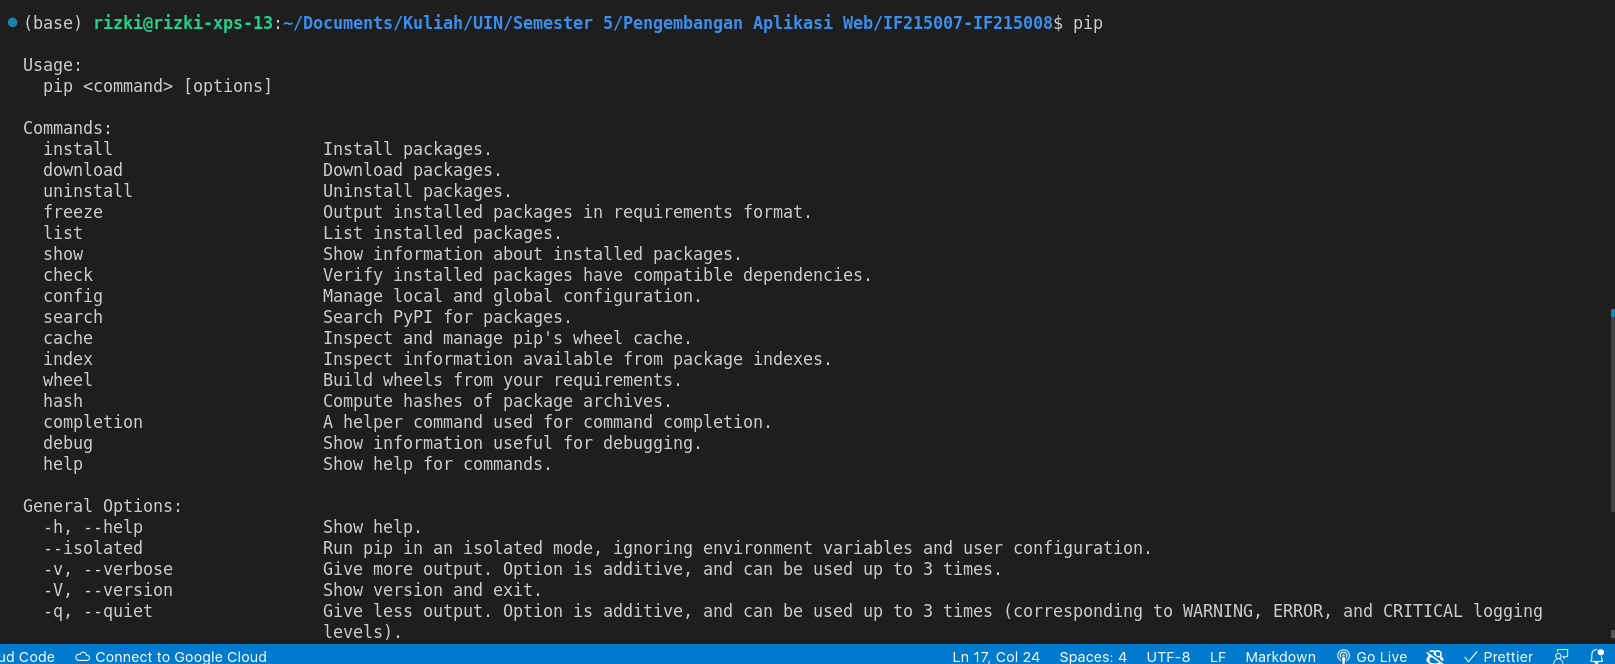 (base) rizki@rizki-xps-13:~/Documents/Kuliah/UIN/Semester 5/Pengembangan Aplikasi Web/IF215007-IF215008$ pip
Usage:
pip <command> [options]
Commands:
install Install packages.
download Download packages.
uninstall Uninstall packages.
freeze Output installed packages in requirements format.
list List installed packages.
show Show information about installed packages.
check Verify installed packages have compatible dependencies.
config Manage local and global configuration.
search Search PyPI for packages.
cache Inspect and manage pip's wheel cache.
index Inspect information available from package indexes.
wheel Build wheels from your requirements.
hash Compute hashes of package archives.
completion A helper command used for command completion.
debug Show information useful for debugging.
help Show help for commands.
General Options:
-h, --help Show help.
--isolated Run pip in an isolated mode, ignoring environment variables and user configuration.
-v, --verbose Give more output. Option is additive, and can be used up to 3 times.
-V, --version Show version and exit.
-q, --quiet Give less output. Option is additive, and can be used up to 3 times (corresponding to WARNING, ERROR, and CRITICAL logging
levels).
ud Code Connect to Google Cloud Ln 17, Col 24 Spaces: 4 UTF-8 LF Markdown Go Live Prettier